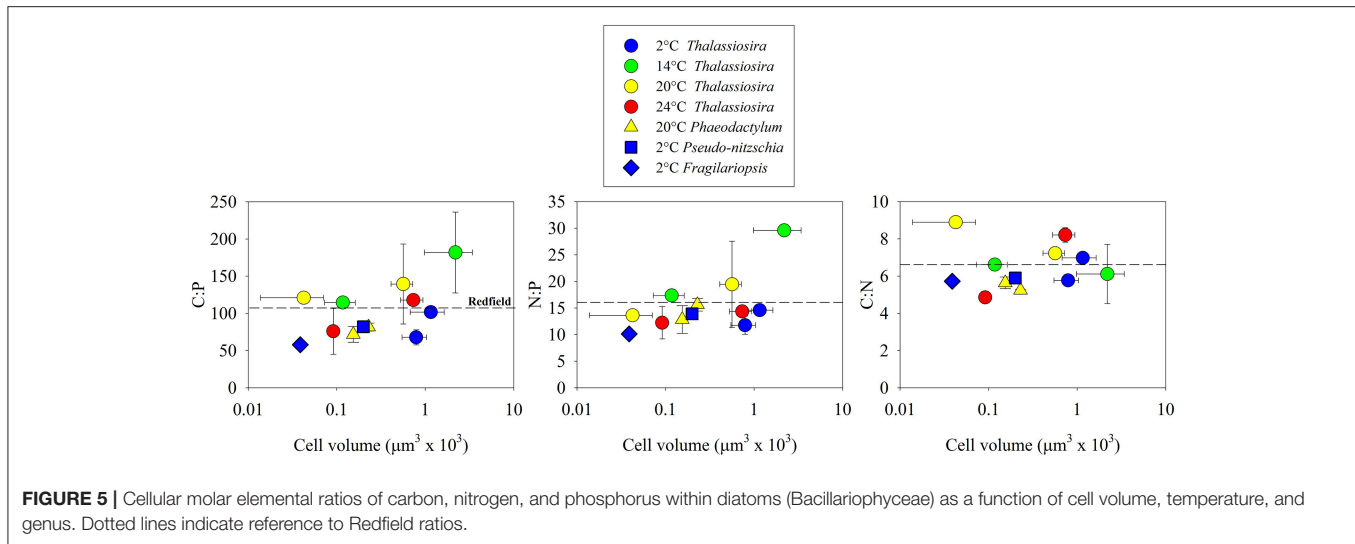 2°C Thalassiosira
14°C Thalassiosira
20°C Thalassiosira
24°C Thalassiosira
20°C Phaeodactylum
2°C Pseudo-nitzschia
2°C Fragilariopsis
C:P
250
200
150
100
50
0
Redfield
0.01 0.1 1 10
Cell volume (μm³ x 10³)
N:P
35
30
25
20
15
10
5
0
0.01 0.1 1 10
Cell volume (μm³ x 10³)
C:N
10
8
6
4
2
0
0.01 0.1 1 10
Cell volume (μm³ x 10³)
FIGURE 5 | Cellular molar elemental ratios of carbon, nitrogen, and phosphorus within diatoms (Bacillariophyceae) as a function of cell volume, temperature, and
genus. Dotted lines indicate reference to Redfield ratios.